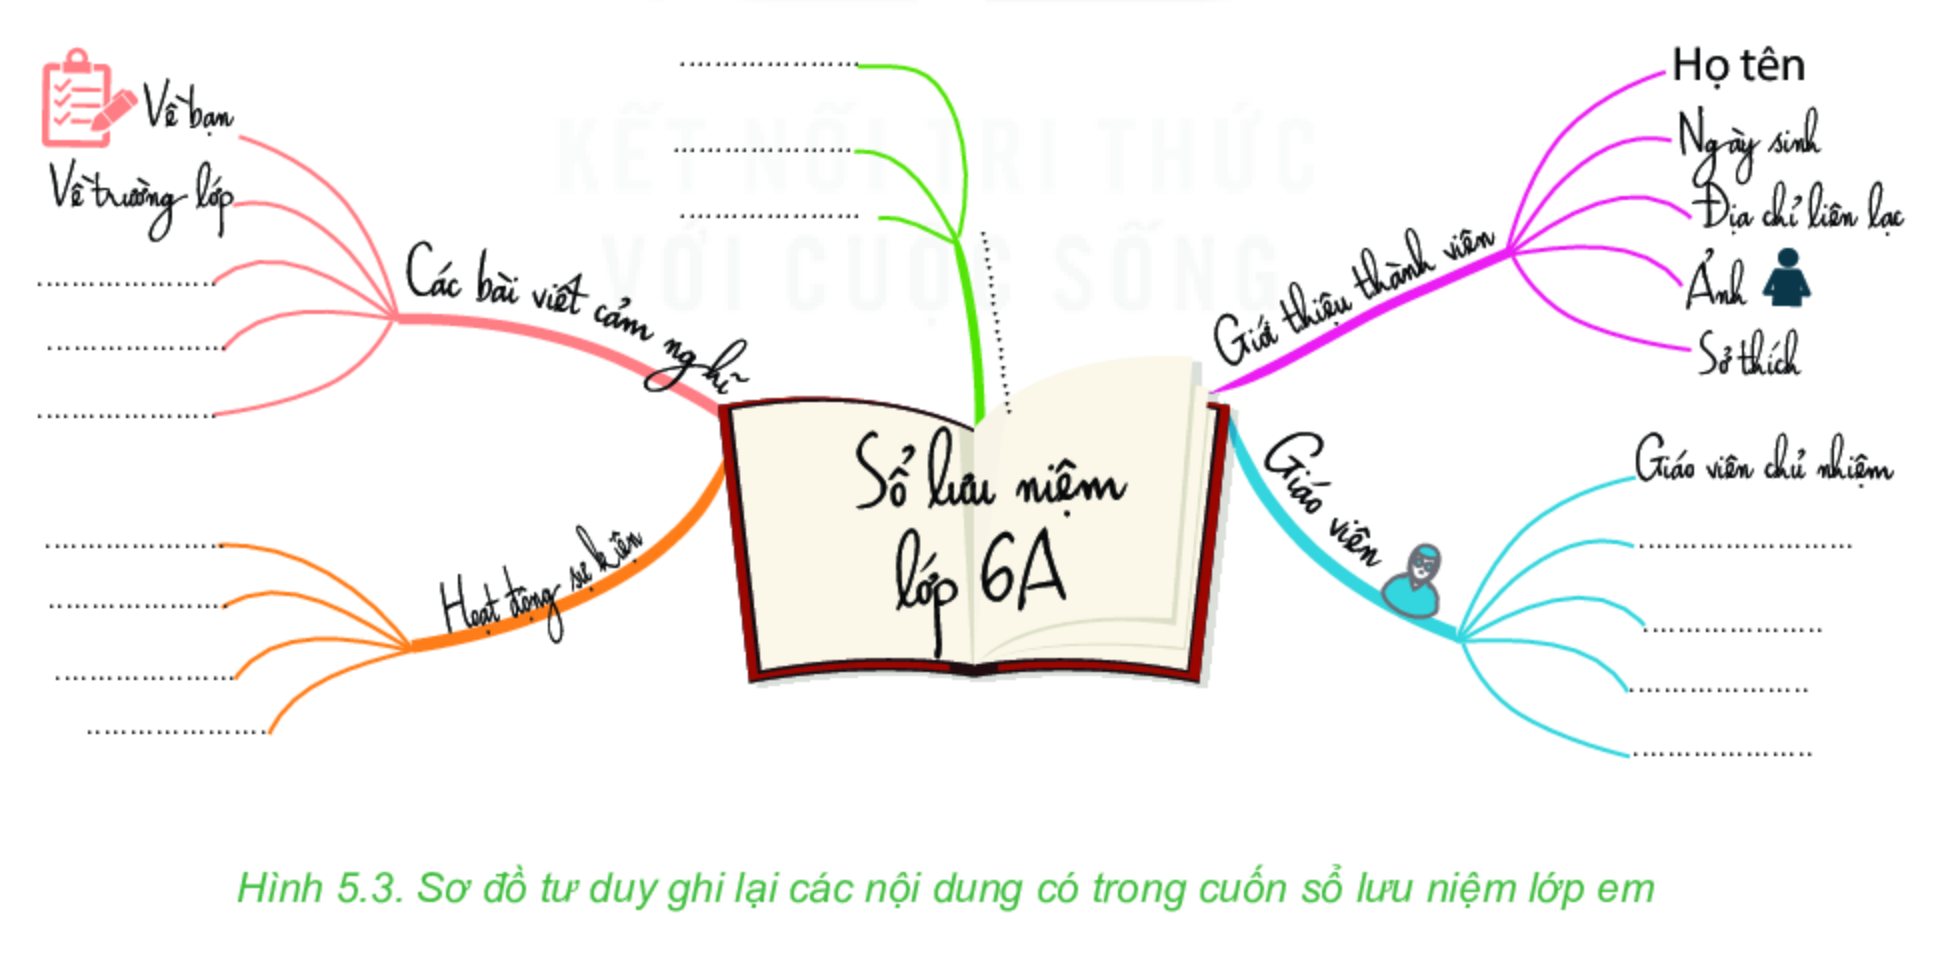 KẾT NỐI TRI THỨC
VỚI CUỘC SỐNG
Về bạn
Về trường lớp
....................
....................
....................
Các bài viết cảm nghĩ
Hoạt động sự kiện
....................
....................
....................
....................
....................
....................
....................
....................
Sổ lưu niệm
lớp 6A
Giới thiệu thành viên
Họ tên
Ngày sinh
Địa chỉ liên lạc
Ảnh
Sở thích
Giáo viên
Giáo viên chủ nhiệm
........................
....................
....................
....................
Hình 5.3. Sơ đồ tư duy ghi lại các nội dung có trong cuốn sổ lưu niệm lớp em